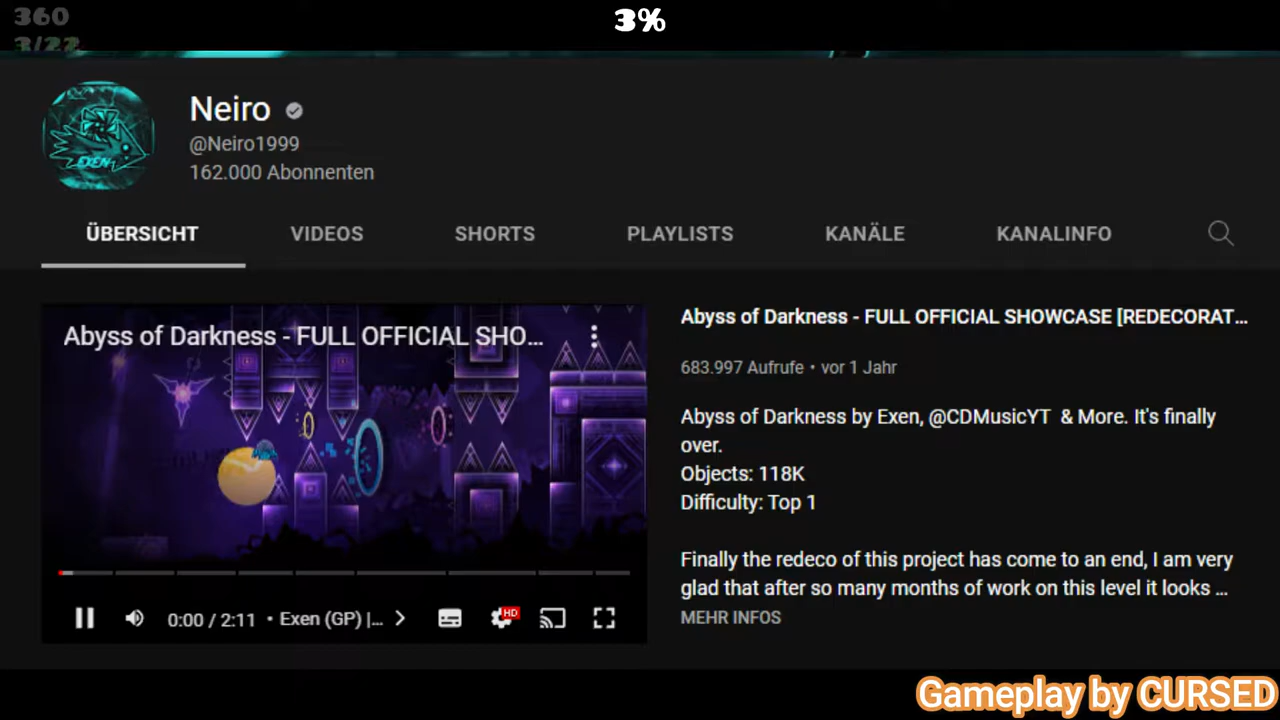 360
3%
3/22
Neiro
@Neiro1999
162.000 Abonnenten
ÜBERSICHT VIDEOS SHORTS PLAYLISTS KANÄLE KANALINFO
Abyss of Darkness - FULL OFFICIAL SHO...
0:00 / 2:11 • Exen (GP) |...
HD
Abyss of Darkness - FULL OFFICIAL SHOWCASE [REDECORAT...
683.997 Aufrufe • vor 1 Jahr
Abyss of Darkness by Exen, @CDMusicYT & More. It's finally
over.
Objects: 118K
Difficulty: Top 1
Finally the redeco of this project has come to an end, I am very
glad that after so many months of work on this level it looks ...
MEHR INFOS
EXEN
Gameplay by CURSED